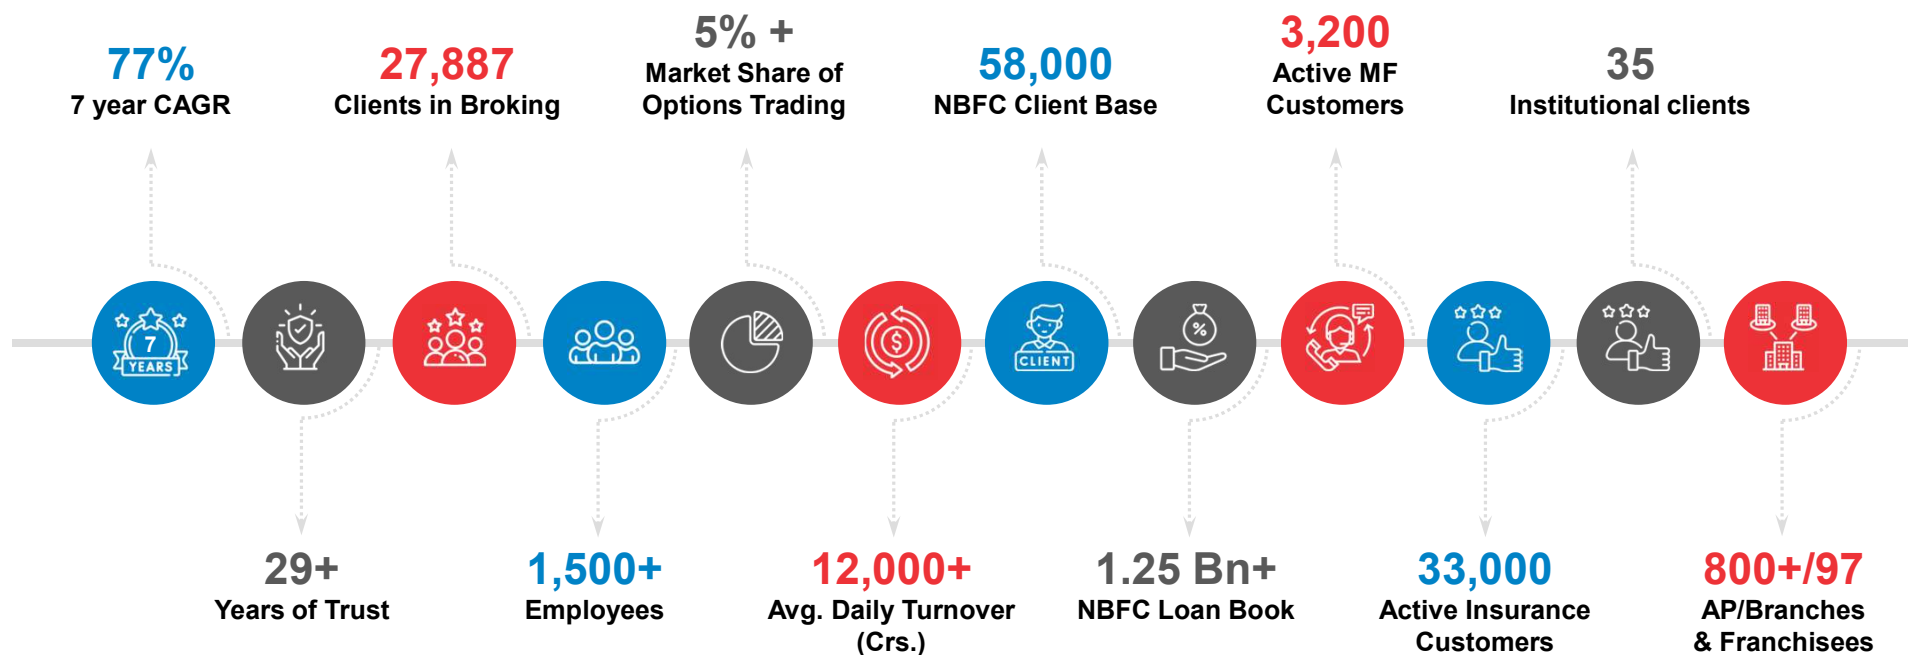 77%
7 year CAGR
27,887
Clients in Broking
5% +
Market Share of
Options Trading
58,000
NBFC Client Base
3,200
Active MF
Customers
35
Institutional clients
7
YEARS
$
CLIENT
%
29+
Years of Trust
1,500+
Employees
12,000+
Avg. Daily Turnover
(Crs.)
1.25 Bn+
NBFC Loan Book
33,000
Active Insurance
Customers
800+/97
AP/Branches
& Franchisees